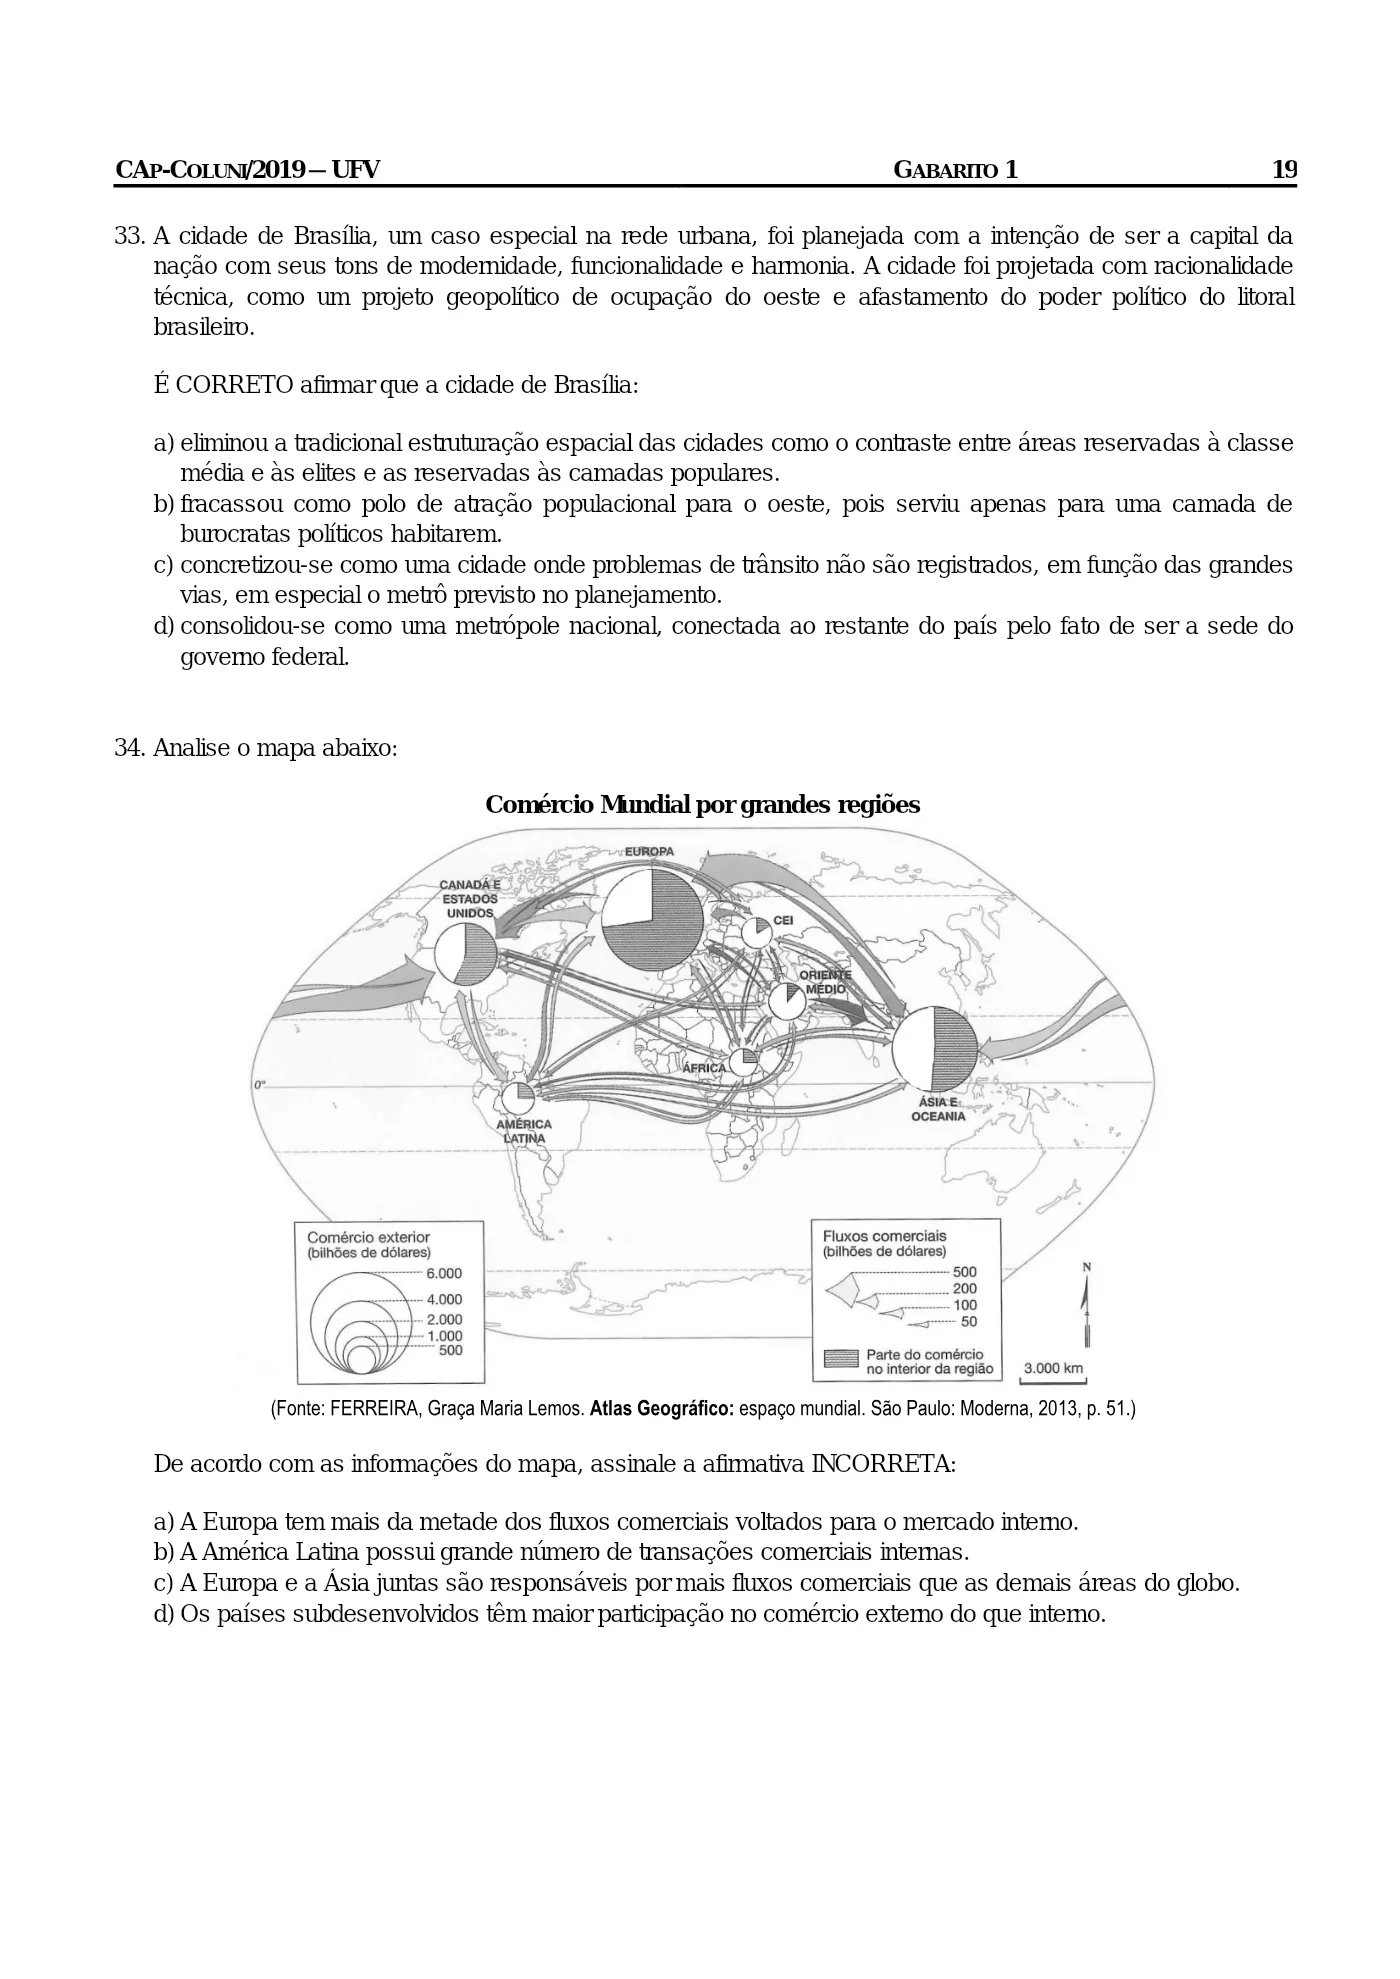 CAP-COLUNI/2019 – UFV GABARITO 1 19
33. A cidade de Brasília, um caso especial na rede urbana, foi planejada com a intenção de ser a capital da
nação com seus tons de modernidade, funcionalidade e harmonia. A cidade foi projetada com racionalidade
técnica, como um projeto geopolítico de ocupação do oeste e afastamento do poder político do litoral
brasileiro.
É CORRETO afirmar que a cidade de Brasília:
a) eliminou a tradicional estruturação espacial das cidades como o contraste entre áreas reservadas à classe
média e às elites e as reservadas às camadas populares.
b) fracassou como polo de atração populacional para o oeste, pois serviu apenas para uma camada de
burocratas políticos habitarem.
c) concretizou-se como uma cidade onde problemas de trânsito não são registrados, em função das grandes
vias, em especial o metrô previsto no planejamento.
d) consolidou-se como uma metrópole nacional, conectada ao restante do país pelo fato de ser a sede do
governo federal.
34. Analise o mapa abaixo:
Comércio Mundial por grandes regiões
EUROPA
CANADÁ E
ESTADOS
UNIDOS
CEI
ORIENTE
MÉDIO
ÁFRICA
0°
ÁSIA E
OCEANIA
AMÉRICA
LATINA
Comércio exterior
(bilhões de dólares)
6.000
4.000
2.000
1.000
500
Fluxos comerciais
(bilhões de dólares)
500
200
100
50
Parte do comércio
no interior da região
N
3.000 km
(Fonte: FERREIRA, Graça Maria Lemos. Atlas Geográfico: espaço mundial. São Paulo: Moderna, 2013, p. 51.)
De acordo com as informações do mapa, assinale a afirmativa INCORRETA:
a) A Europa tem mais da metade dos fluxos comerciais voltados para o mercado interno.
b) A América Latina possui grande número de transações comerciais internas.
c) A Europa e a Ásia juntas são responsáveis por mais fluxos comerciais que as demais áreas do globo.
d) Os países subdesenvolvidos têm maior participação no comércio externo do que interno.